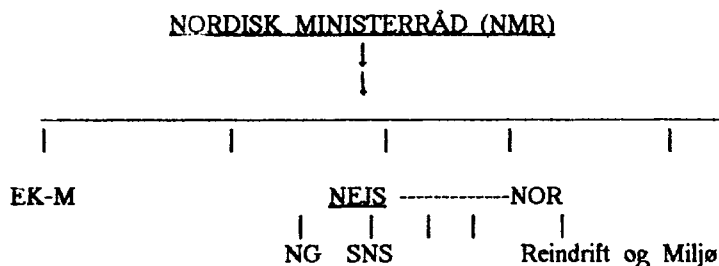 NORDISK MINISTERRÅD (NMR)
EK-M NEJS ------------NOR
NG SNS Reindrift og Miljø